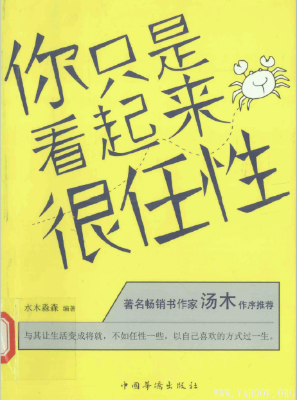 你只是
看起来
很任性
水木淼森 编著
著名畅销书作家汤木作序推荐
与其让生活变成将就，不如任性一些，以自己喜欢的方式过一生。
中国华侨出版社